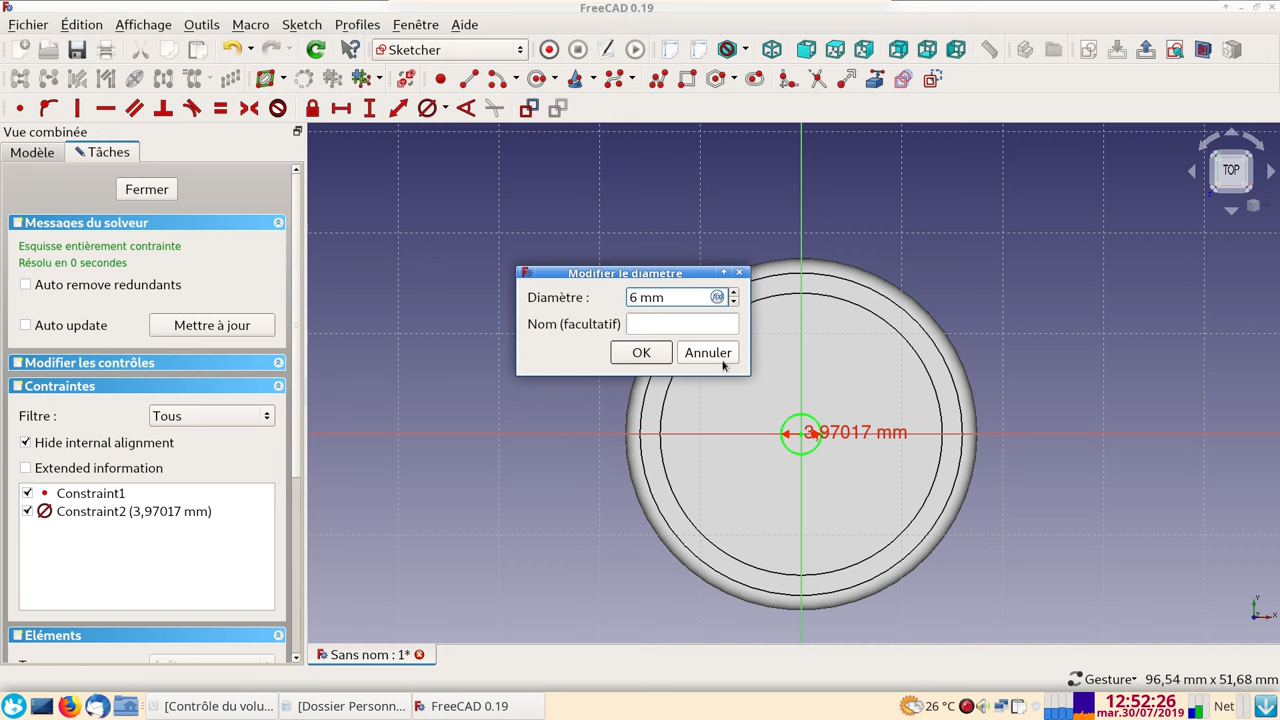 FreeCAD 0.19
Fichier Édition Affichage Outils Macro Sketch Profiles Fenêtre Aide
Sketcher
Vue combinée
Modèle Tâches
Fermer
Messages du solveur
Esquisse entièrement contrainte
Résolu en 0 secondes
Auto remove redundants
Auto update Mettre à jour
Modifier les contrôles
Contraintes
Filtre : Tous
Hide internal alignment
Extended information
Constraint1
Constraint2 (3,97017 mm)
Éléments
Modifier le diamètre
Diamètre : 6 mm
Nom (facultatif)
OK Annuler
3,97017 mm
TOP
Y
X
Sans nom : 1*
Gesture 96,54 mm x 51,68 mm
[Contrôle du volu... [Dossier Person... FreeCAD 0.19
26 °C
12:52:26
mar.30/07/2019
Net